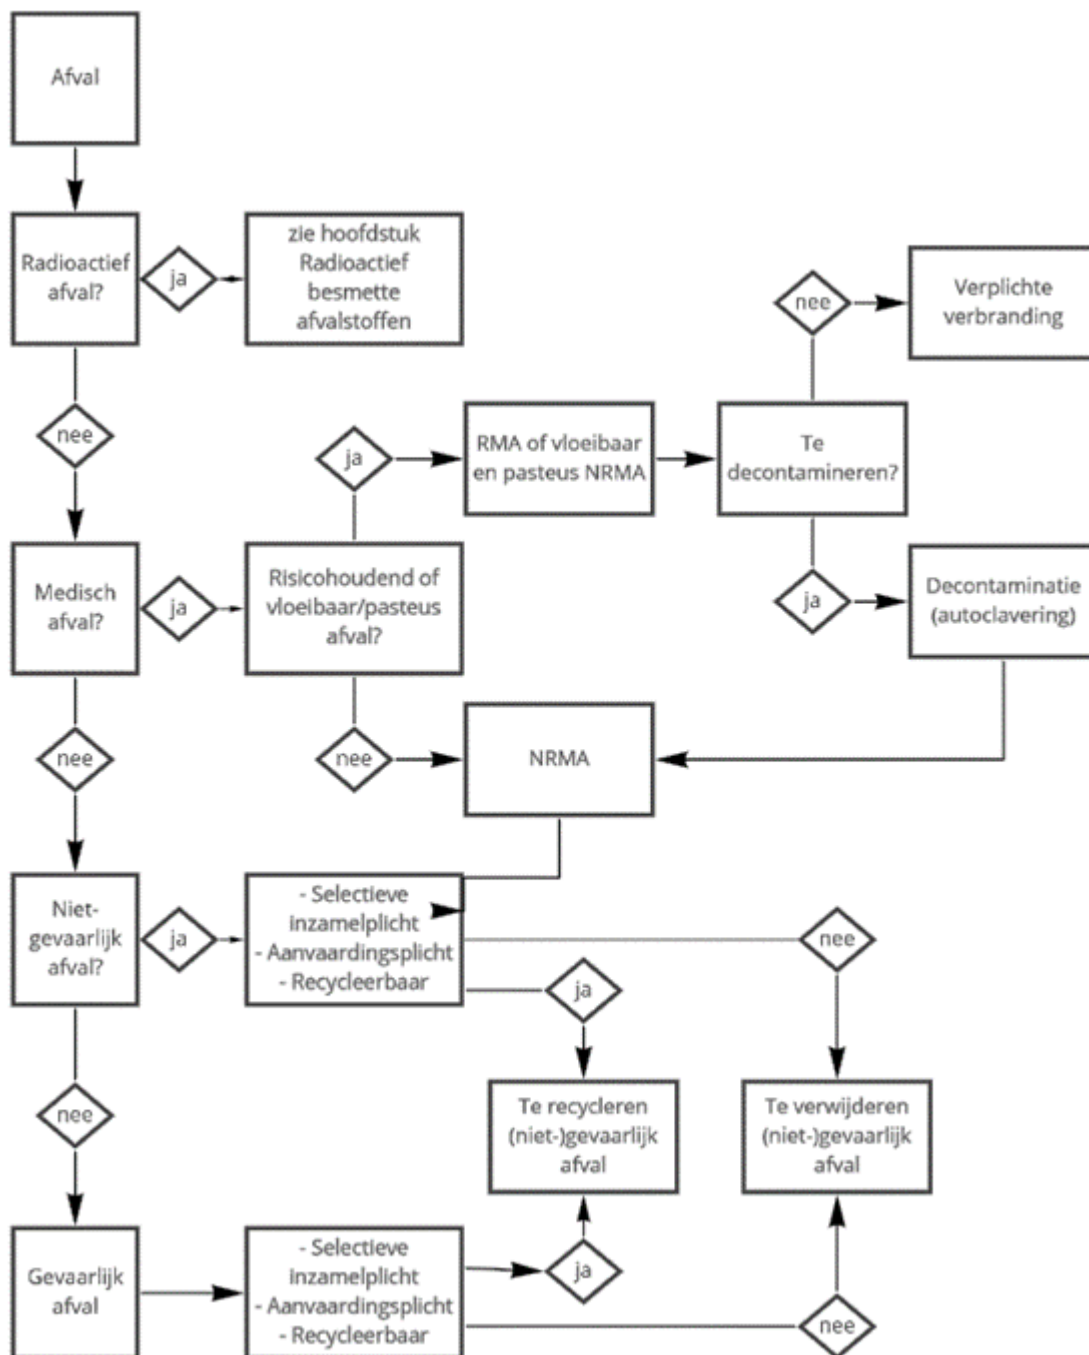 Afval
Radioactief
afval?
ja
zie hoofdstuk
Radioactief
besmette
afvalstoffen
nee
Verplichte
verbranding
nee
ja
RMA of vloeibaar
en pasteus NRMA
Te
decontamineren?
Medisch
afval?
ja
Risicohoudend of
vloeibaar/pasteus
afval?
ja
Decontaminatie
(autoclavering)
nee
nee
NRMA
Niet-
gevaarlijk
afval?
ja
- Selectieve
inzamelplicht
- Aanvaardingsplicht
- Recycleerbaar
nee
ja
nee
Te recycleren
(niet-)gevaarlijk
afval
Te verwijderen
(niet-)gevaarlijk
afval
Gevaarlijk
afval
- Selectieve
inzamelplicht
- Aanvaardingsplicht
- Recycleerbaar
ja
nee